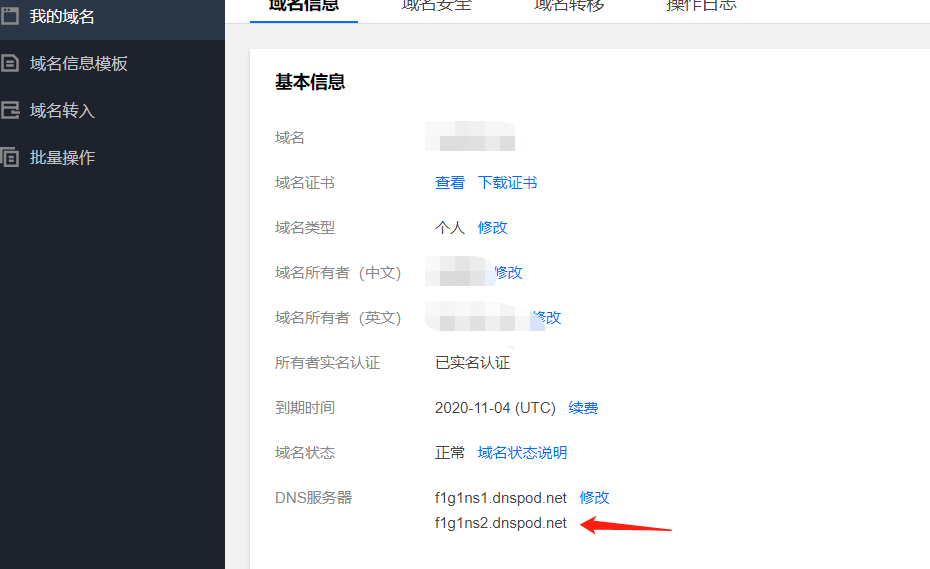 我的域名
域名信息模板
域名转入
批量操作
域名信息 域名安全 域名转移 操作日志
基本信息
域名
域名证书 查看 下载证书
域名类型 个人 修改
域名所有者（中文） 修改
域名所有者（英文） 修改
所有者实名认证 已实名认证
到期时间 2020-11-04 (UTC) 续费
域名状态 正常 域名状态说明
DNS服务器 f1g1ns1.dnspod.net 修改
f1g1ns2.dnspod.net